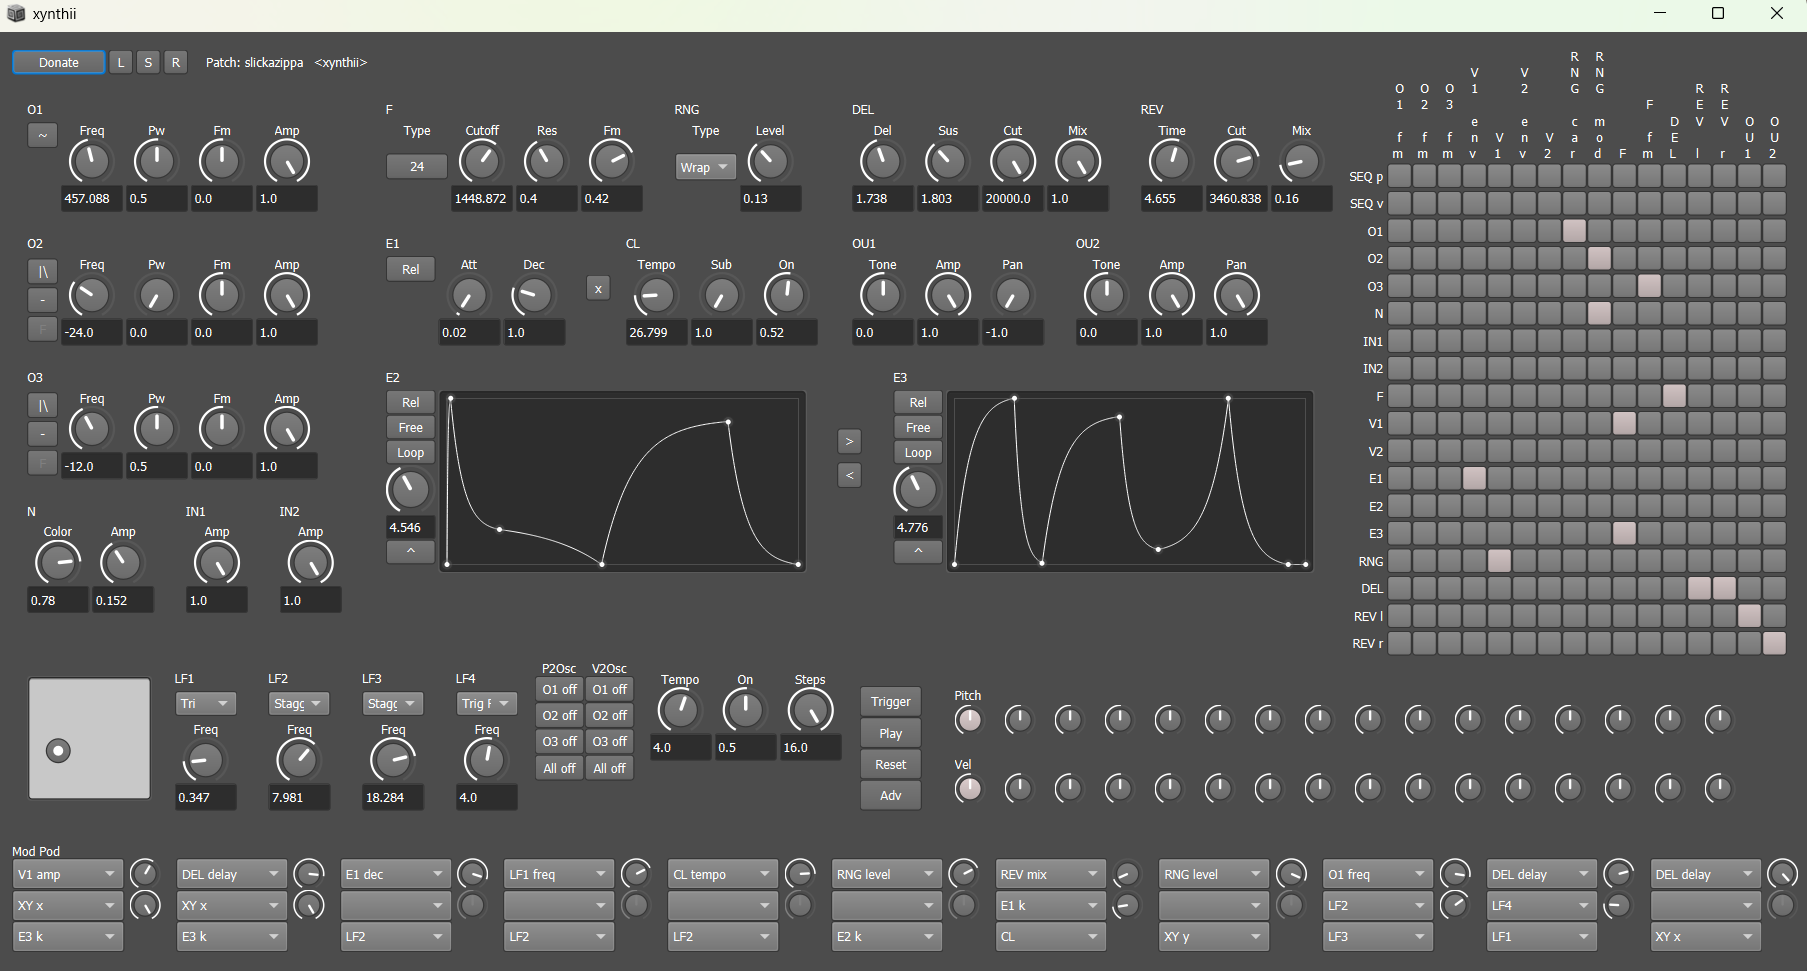 xynthii
Donate L S R Patch: slickazippa <xynthii>
O1
~ Freq Pw Fm Amp
457.088 0.5 0.0 1.0
F
Type Cutoff Res Fm
24
1448.872 0.4 0.42
RNG
Type Level
Wrap
0.13
DEL
Del Sus Cut Mix
1.738 1.803 20000.0 1.0
REV
Time Cut Mix
4.655 3460.838 0.16
O2
Freq Pw Fm Amp
|\
-
F
-24.0 0.0 0.0 1.0
E1
Rel Att Dec
0.02 1.0
x
CL
Tempo Sub On
26.799 1.0 0.52
OU1
Tone Amp Pan
0.0 1.0 -1.0
OU2
Tone Amp Pan
0.0 1.0 1.0
O3
Freq Pw Fm Amp
|\
-
F
-12.0 0.5 0.0 1.0
E2
Rel
Free
Loop
4.546
^
>
<
E3
Rel
Free
Loop
4.776
^
N
Color Amp
0.78 0.152
IN1
Amp
1.0
IN2
Amp
1.0
O1 fm
O2 fm
O3 fm
V1 env
V1
V2 env
V2
RNG car
RNG mod
F
F fm
DEL
REV l
REV r
OU1
OU2
SEQ p
SEQ v
O1
O2
O3
N
IN1
IN2
F
V1
V2
E1
E2
E3
RNG
DEL
REV l
REV r
LF1
Tri
Freq
0.347
LF2
Stagg
Freq
7.981
LF3
Stagg
Freq
18.284
LF4
Trig
Freq
4.0
P2Osc V2Osc
O1 off O1 off
O2 off O2 off
O3 off O3 off
All off All off
Tempo On Steps
4.0 0.5 16.0
Trigger
Play
Reset
Adv
Pitch
Vel
Mod Pod
V1 amp DEL delay E1 dec LF1 freq CL tempo RNG level REV mix RNG level O1 freq DEL delay DEL delay
XY x XY x E1 k LF2 LF4
E3 k E3 k LF2 LF2 LF2 E2 k CL XY y LF3 LF1 XY x